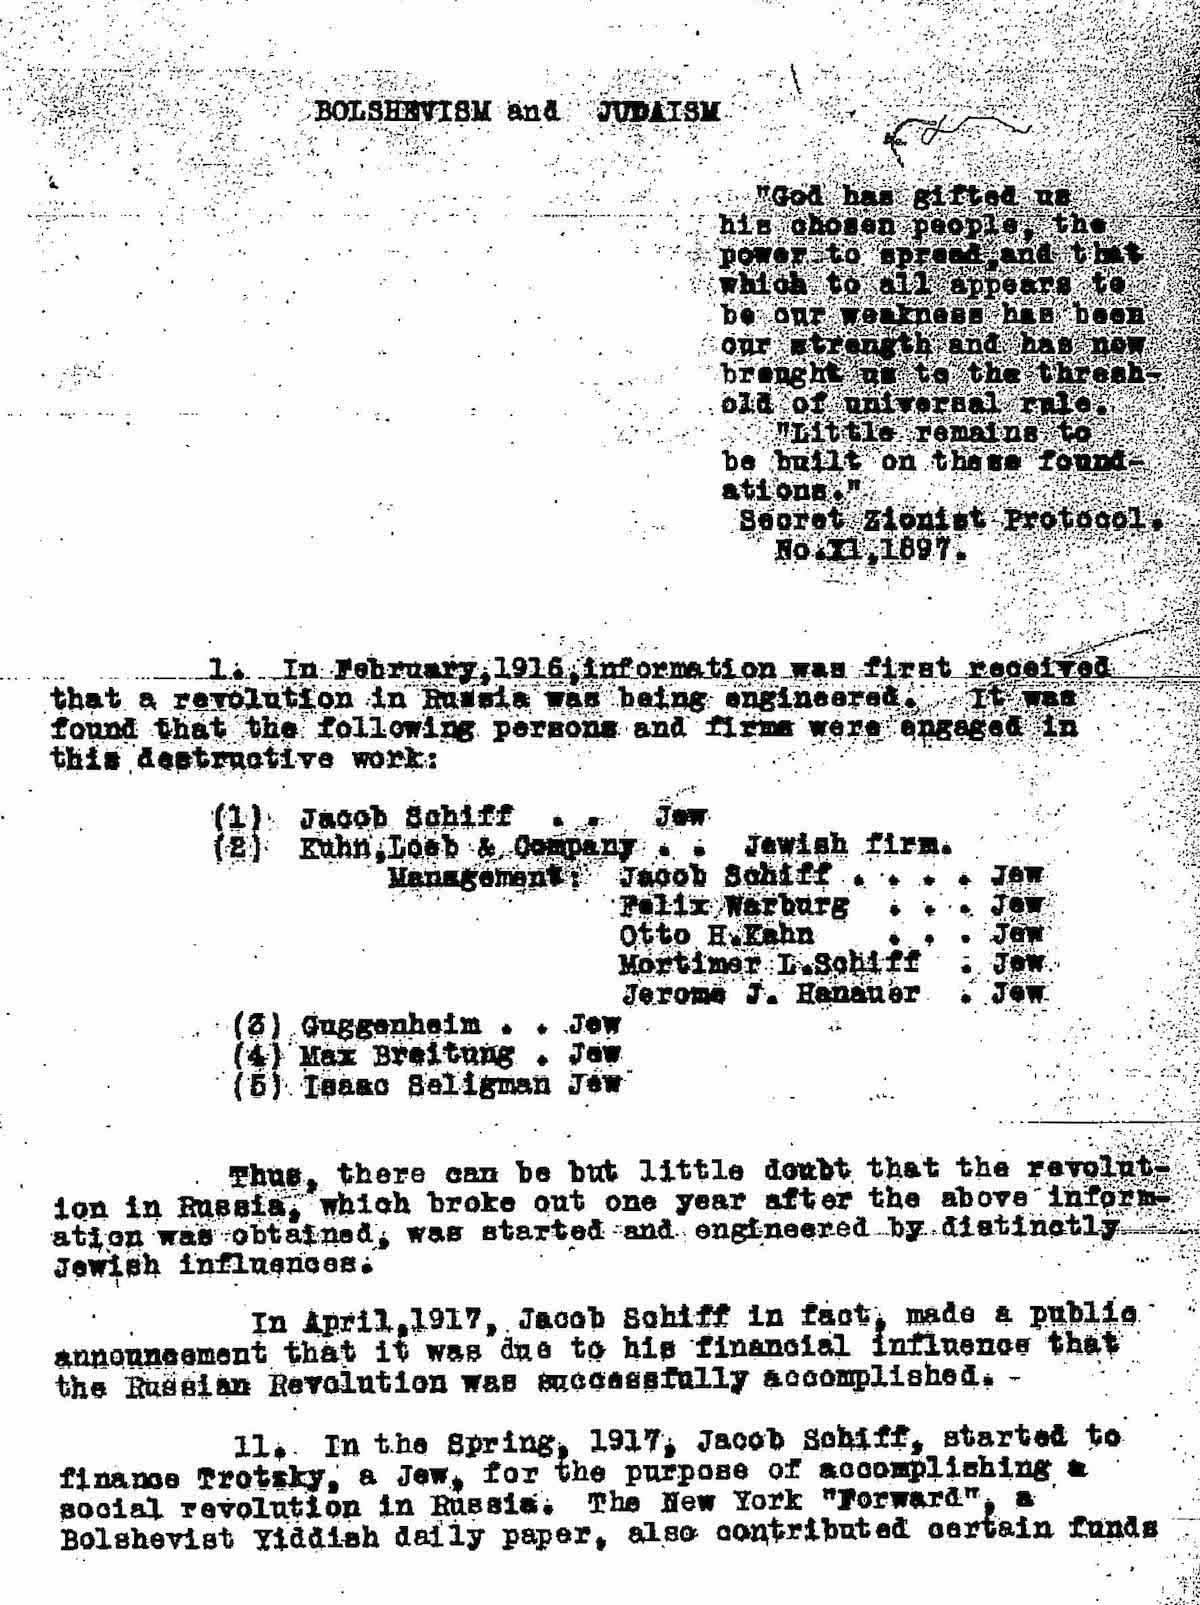 BOLSHEVISM and JUDAISM
"God has gifted us
his chosen people, the
power to spread,and that
which to all appears to
be our weakness has been
our strength and has now
brought us to the thresh-
old of universal rule.
"Little remains to
be built on these found-
ations."
Secret Zionist Protocol.
No.11,1897.
1. In February,1916,information was first received
that a revolution in Russia was being engineered. It was
found that the following persons and firms were engaged in
this destructive work:
(1) Jacob Schiff . . Jew
(2) Kuhn,Loeb & Company . . Jewish firm.
Management: Jacob Schiff . . . . Jew
Felix Warburg . . . Jew
Otto H.Kahn . . . Jew
Mortimer L.Schiff . Jew
Jerome J. Hanauer . Jew
(3) Guggenheim . . Jew
(4) Max Breitung . Jew
(5) Isaac Seligman Jew
Thus, there can be but little doubt that the revolut-
ion in Russia, which broke out one year after the above inform-
ation was obtained, was started and engineered by distinctly
Jewish influences.
In April,1917, Jacob Schiff in fact, made a public
announcement that it was due to his financial influence that
the Russian Revolution was successfully accomplished. -
11. In the Spring, 1917, Jacob Schiff, started to
finance Trotzky, a Jew, for the purpose of accomplishing a
social revolution in Russia. The New York "Forward", a
Bolshevist Yiddish daily paper, also contributed certain funds